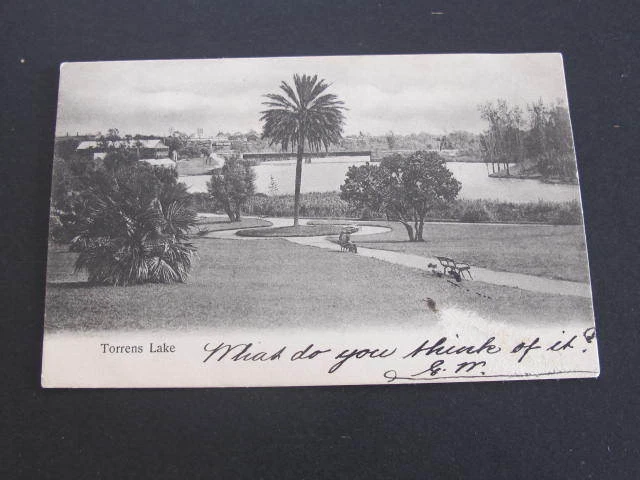 Torrens Lake
What do you think of it?
G. W.